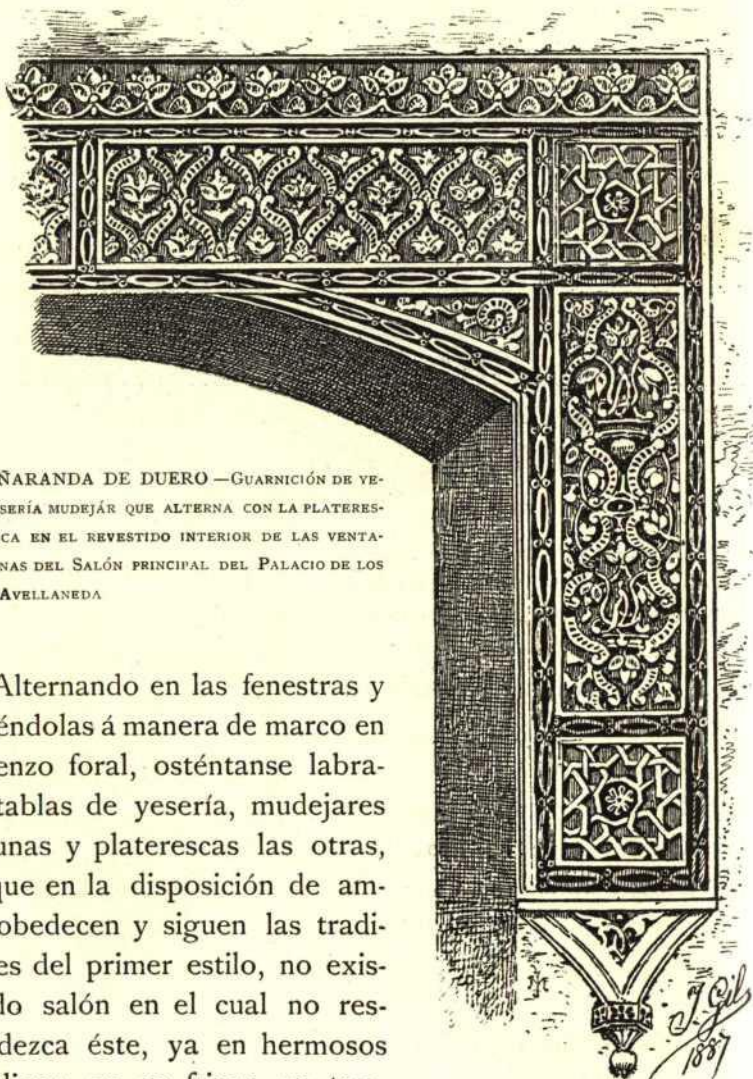 ÑARANDA DE DUERO — GUARNICIÓN DE YE-
SERÍA MUDEJÁR QUE ALTERNA CON LA PLATERES-
CA EN EL REVESTIDO INTERIOR DE LAS VENTA-
NAS DEL SALÓN PRINCIPAL DEL PALACIO DE LOS
AVELLANEDA
Alternando en las fenestras y
éndolas á manera de marco en
enzo foral, osténtanse labra-
tablas de yesería, mudejares
unas y platerescas las otras,
que en la disposición de am-
obedecen y siguen las tradi-
es del primer estilo, no exis-
do salón en el cual no res-
dezca éste, ya en hermosos
J. Gil
1887